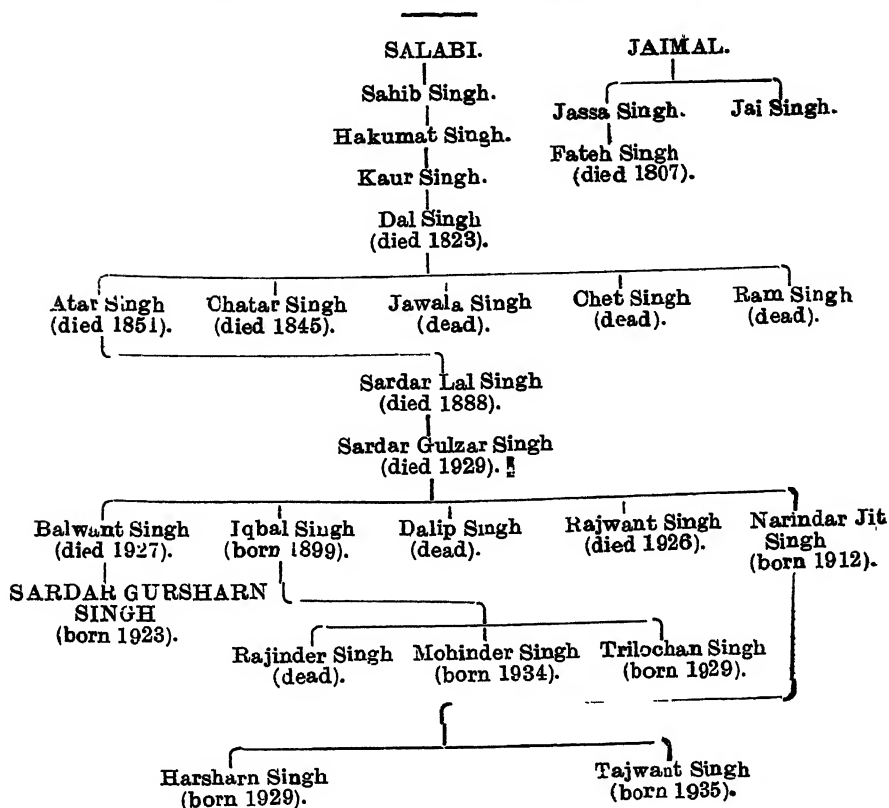 SALABI. JAIMAL.
Sahib Singh.
Jassa Singh. Jai Singh.
Hakumat Singh.
Fateh Singh
(died 1807).
Kaur Singh.
Dal Singh
(died 1823).
Atar Singh Chatar Singh Jawala Singh Chet Singh Ram Singh
(died 1851). (died 1845). (dead). (dead). (dead).
Sardar Lal Singh
(died 1888).
Sardar Gulzar Singh
(died 1929).
Balwant Singh Iqbal Singh Dalip Singh Rajwant Singh Narindar Jit
Singh
(died 1927). (born 1899). (dead). (died 1926). (born 1912).
SARDAR GURSHARN
SINGH
(born 1923).
Rajinder Singh Mohinder Singh Trilochan Singh
(dead). (born 1934). (born 1929).
Harsharn Singh Tajwant Singh
(born 1929). (born 1935).